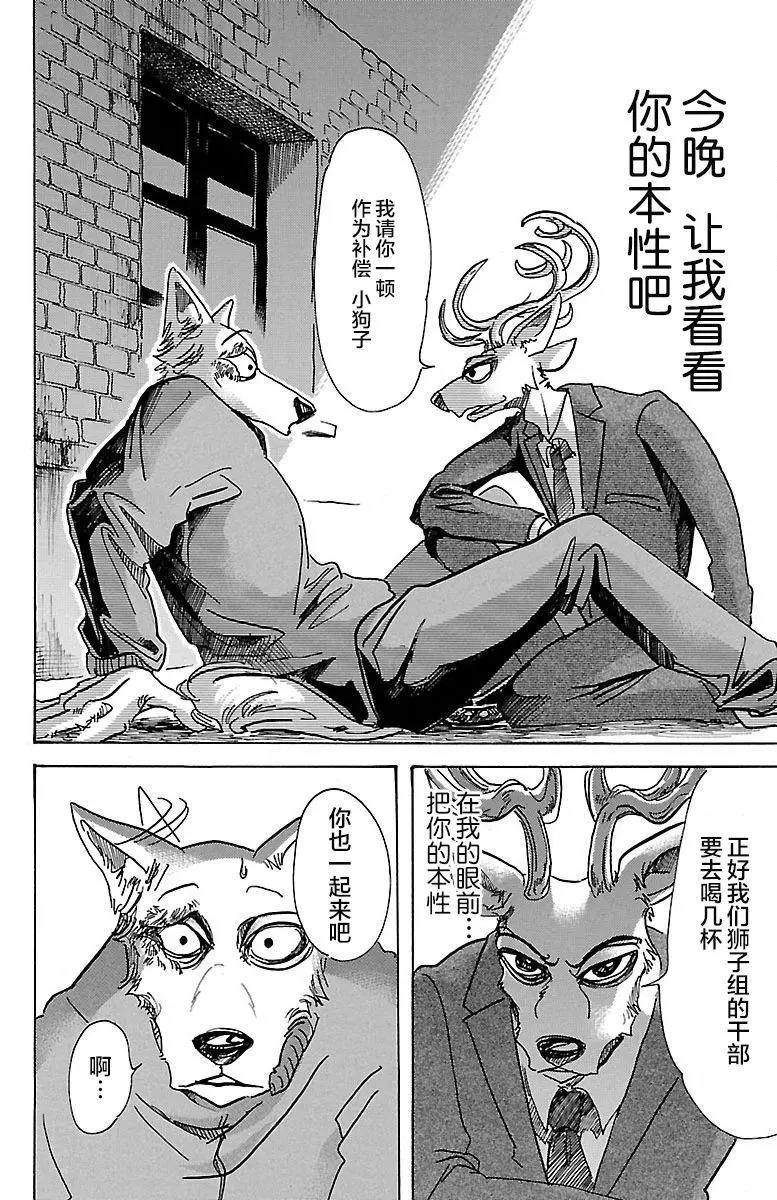 今晚 让我看看
你的本性吧
我请你一顿
作为补偿 小狗子
正好我们狮子组的干部
要去喝几杯
在我的眼前…
把你的本性
你也一起来吧
啊…